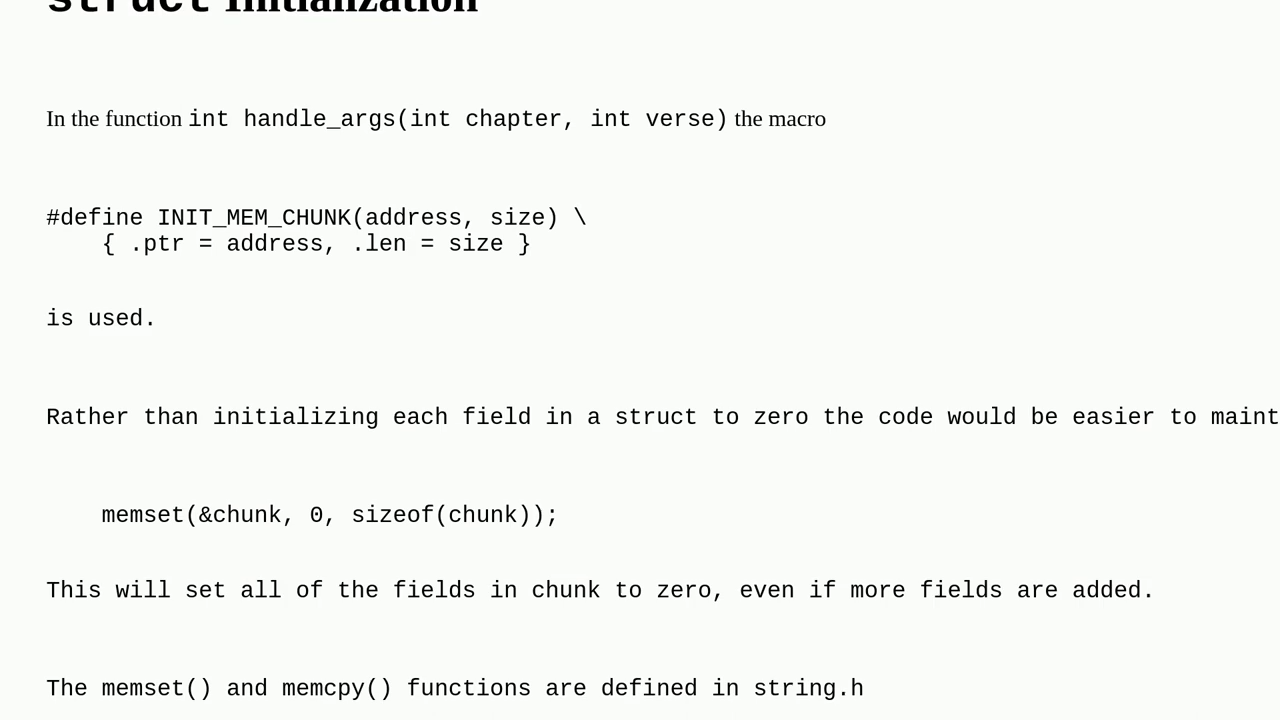 struct Initialization
In the function int handle_args(int chapter, int verse) the macro
#define INIT_MEM_CHUNK(address, size) \
    { .ptr = address, .len = size }
is used.
Rather than initializing each field in a struct to zero the code would be easier to maint
    memset(&chunk, 0, sizeof(chunk));
This will set all of the fields in chunk to zero, even if more fields are added.
The memset() and memcpy() functions are defined in string.h